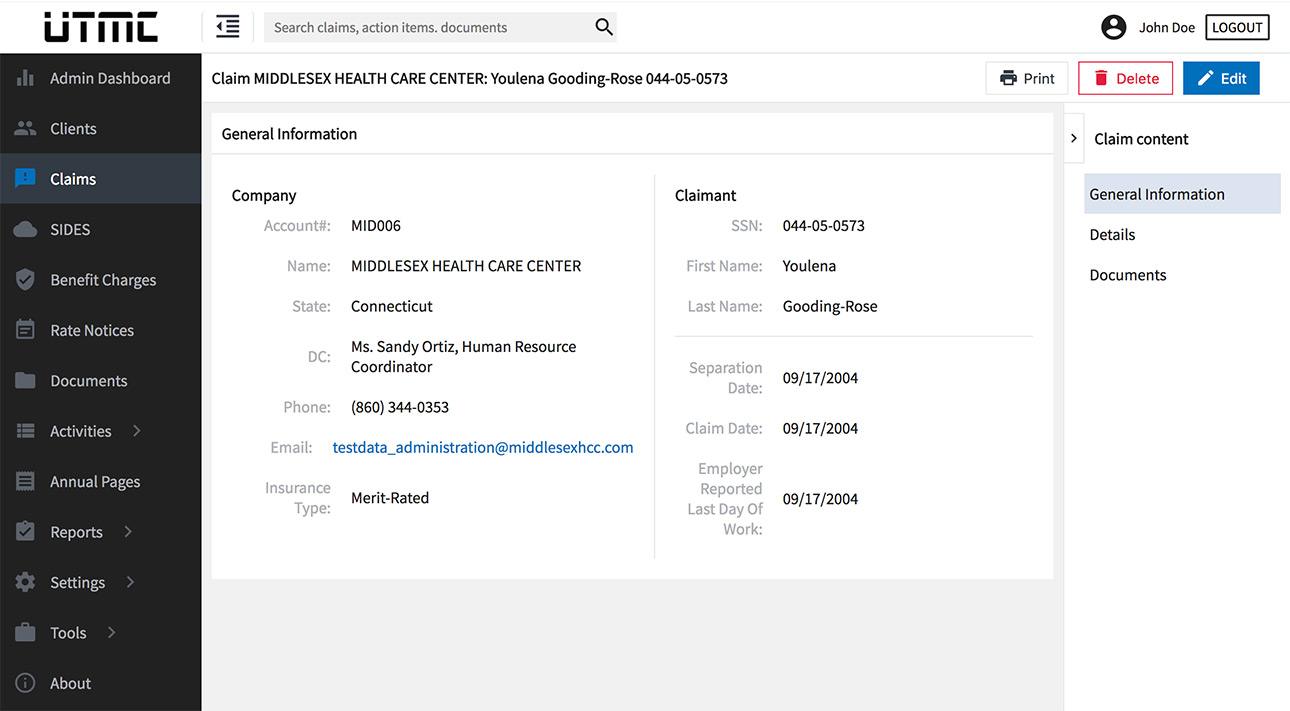 UTMC
Search claims, action items. documents
John Doe
LOGOUT
Admin Dashboard
Clients
Claims
SIDES
Benefit Charges
Rate Notices
Documents
Activities
Annual Pages
Reports
Settings
Tools
About
Claim MIDDLESEX HEALTH CARE CENTER: Youlena Gooding-Rose 044-05-0573
Print
Delete
Edit
General Information
Company
Account#: MID006
Name: MIDDLESEX HEALTH CARE CENTER
State: Connecticut
DC: Ms. Sandy Ortiz, Human Resource
Coordinator
Phone: (860) 344-0353
Email: testdata_administration@middlesexhcc.com
Insurance
Type: Merit-Rated
Claimant
SSN: 044-05-0573
First Name: Youlena
Last Name: Gooding-Rose
Separation
Date: 09/17/2004
Claim Date: 09/17/2004
Employer
Reported
Last Day Of
Work: 09/17/2004
Claim content
General Information
Details
Documents